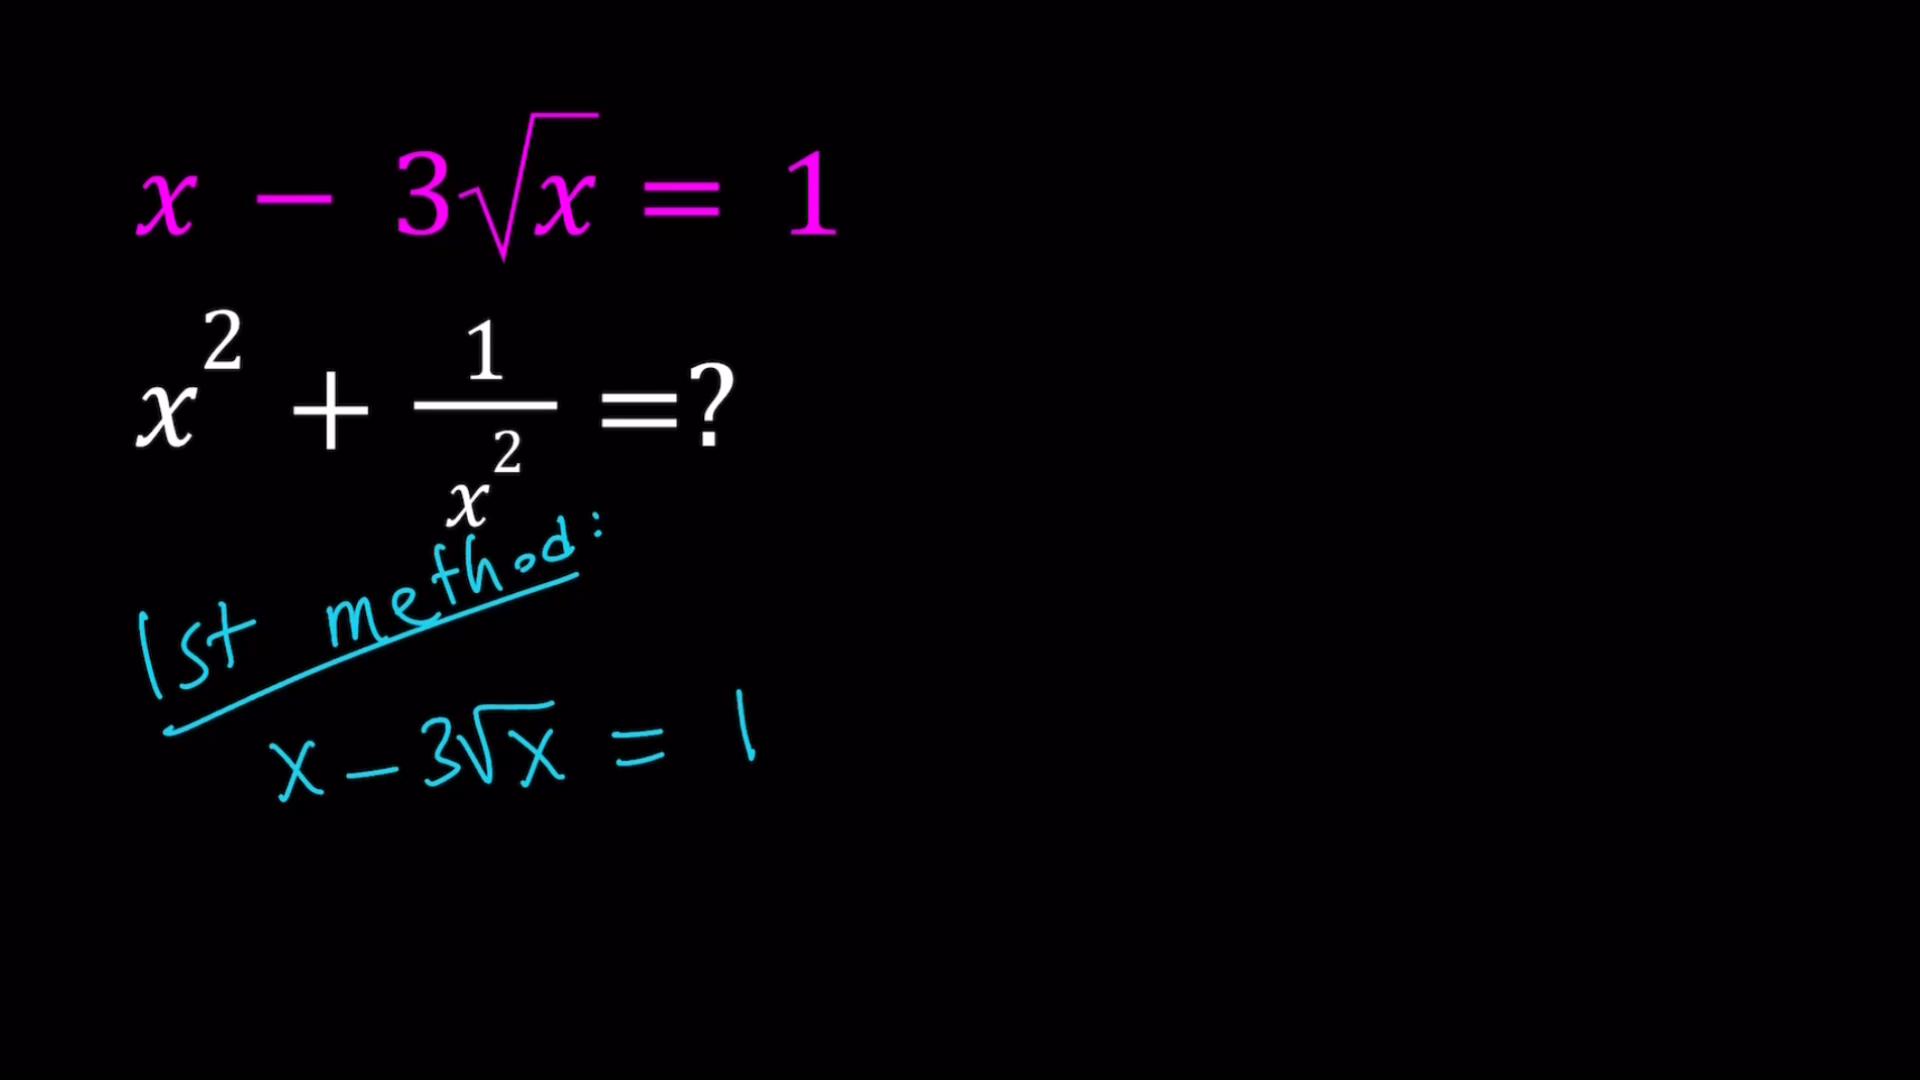 x − 3√x = 1
x² + 1/x² =?
1st method:
x − 3√x = 1